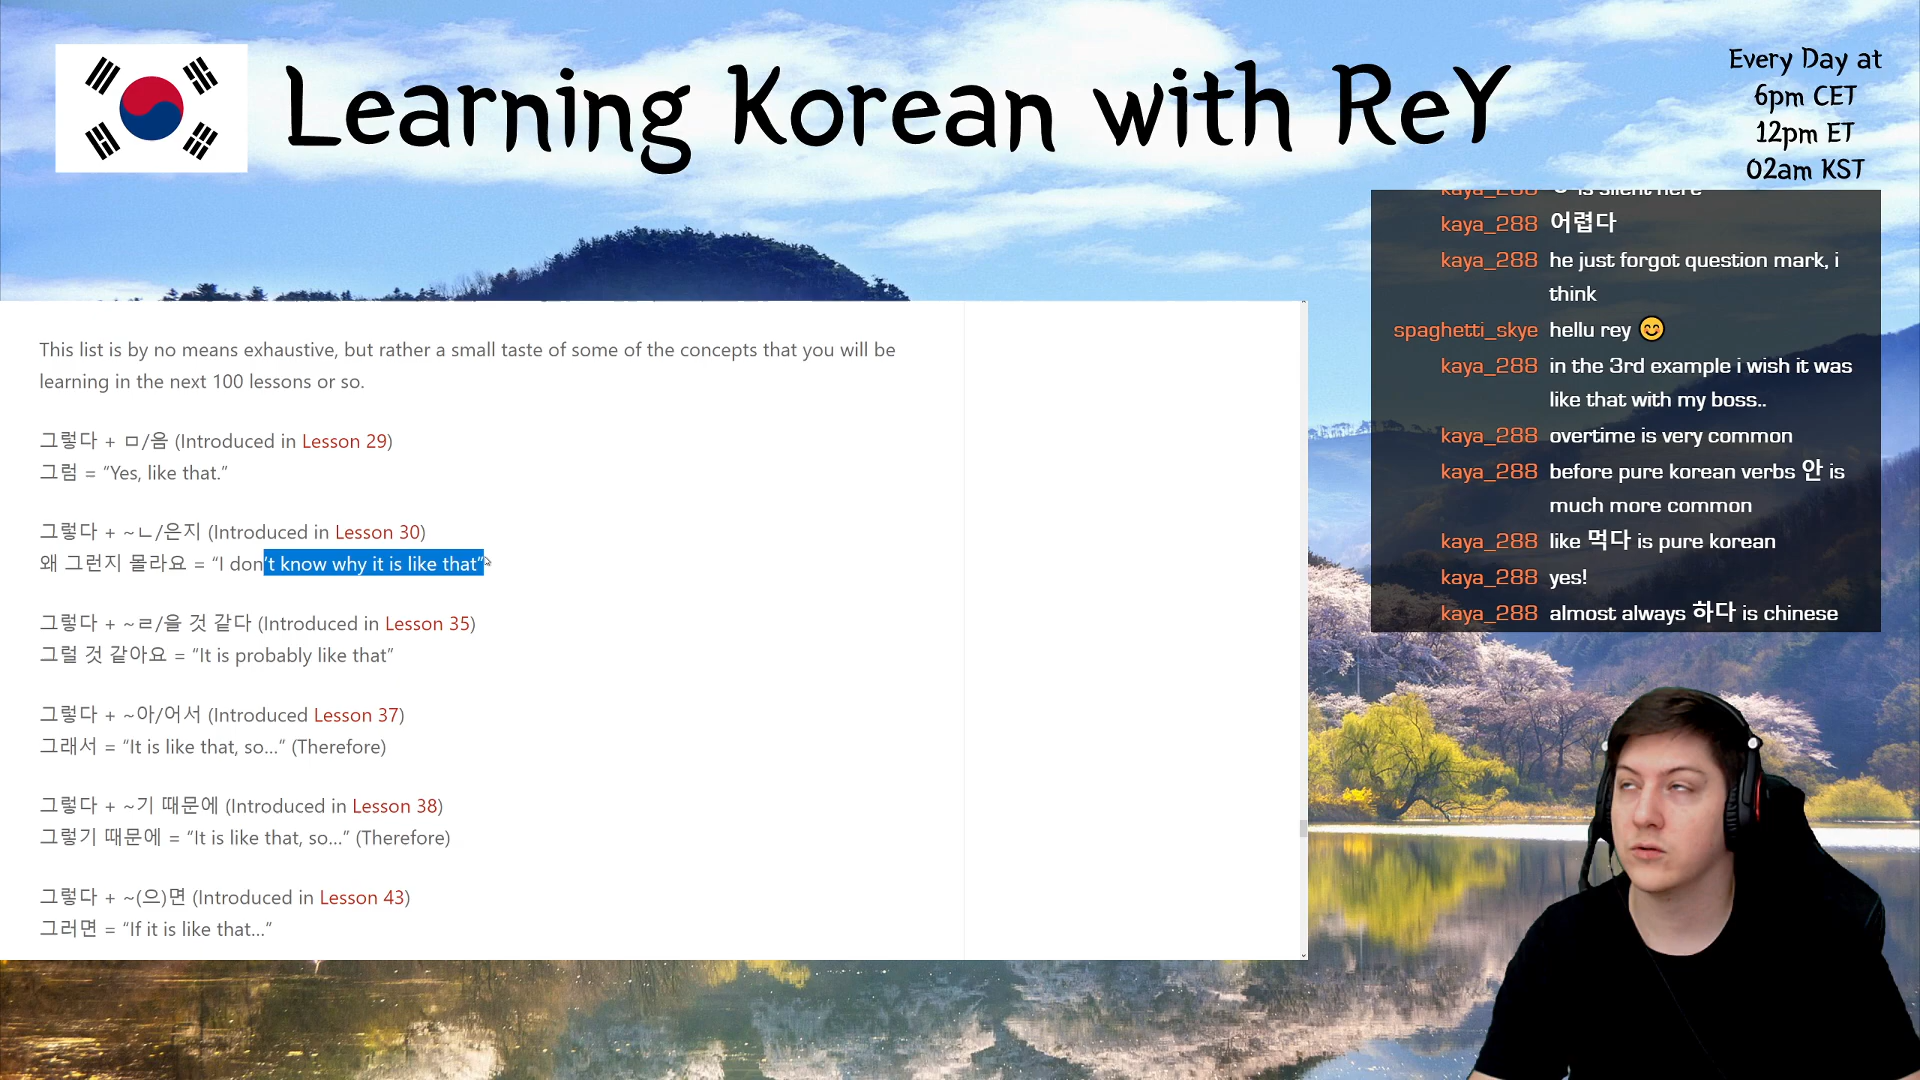 Learning Korean with ReY
Every Day at
6pm CET
12pm ET
02am KST
kaya_288 ㅇ is silent here
kaya_288 어렵다
kaya_288 he just forgot question mark, i
think
spaghetti_skye hellu rey 😊
kaya_288 in the 3rd example i wish it was
like that with my boss..
kaya_288 overtime is very common
kaya_288 before pure korean verbs 안 is
much more common
kaya_288 like 먹다 is pure korean
kaya_288 yes!
kaya_288 almost always 하다 is chinese
This list is by no means exhaustive, but rather a small taste of some of the concepts that you will be
learning in the next 100 lessons or so.
그렇다 + ㅁ/음 (Introduced in Lesson 29)
그럼 = “Yes, like that.”
그렇다 + ~ㄴ/은지 (Introduced in Lesson 30)
왜 그런지 몰라요 = “I don’t know why it is like that”
그렇다 + ~ㄹ/을 것 같다 (Introduced in Lesson 35)
그럴 것 같아요 = “It is probably like that”
그렇다 + ~아/어서 (Introduced Lesson 37)
그래서 = “It is like that, so…” (Therefore)
그렇다 + ~기 때문에 (Introduced in Lesson 38)
그렇기 때문에 = “It is like that, so…” (Therefore)
그렇다 + ~(으)면 (Introduced in Lesson 43)
그러면 = “If it is like that…”